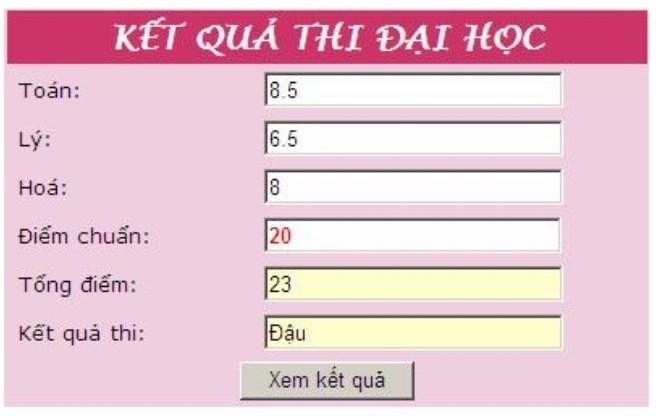 KẾT QUẢ THI ĐẠI HỌC
Toán: 8.5
Lý: 6.5
Hoá: 8
Điểm chuẩn: 20
Tổng điểm: 23
Kết quả thi: Đậu
Xem kết quả